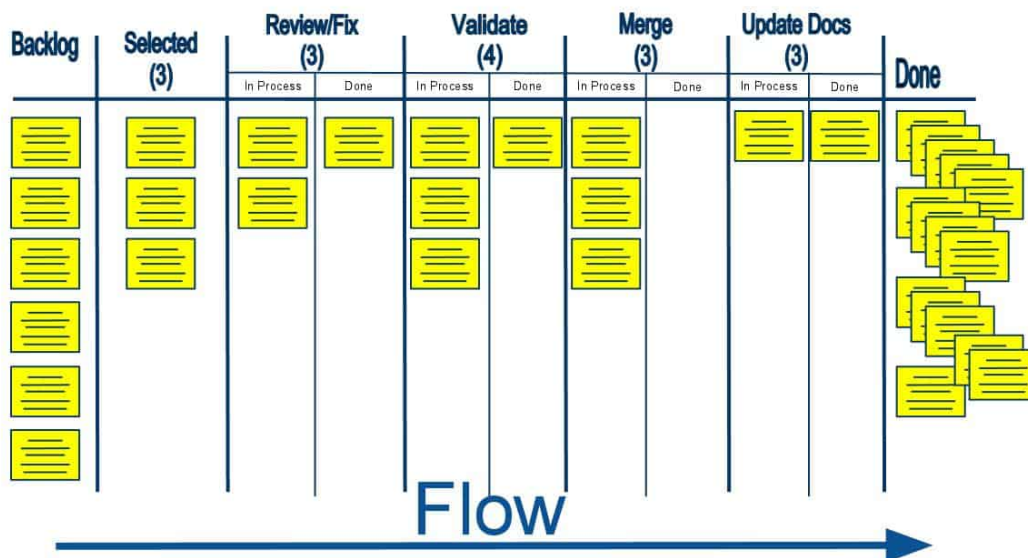 Backlog
Selected
(3)
Review/Fix
(3)
Validate
(4)
Merge
(3)
Update Docs
(3)
Done
In Process
Done
In Process
Done
In Process
Done
In Process
Done
Flow